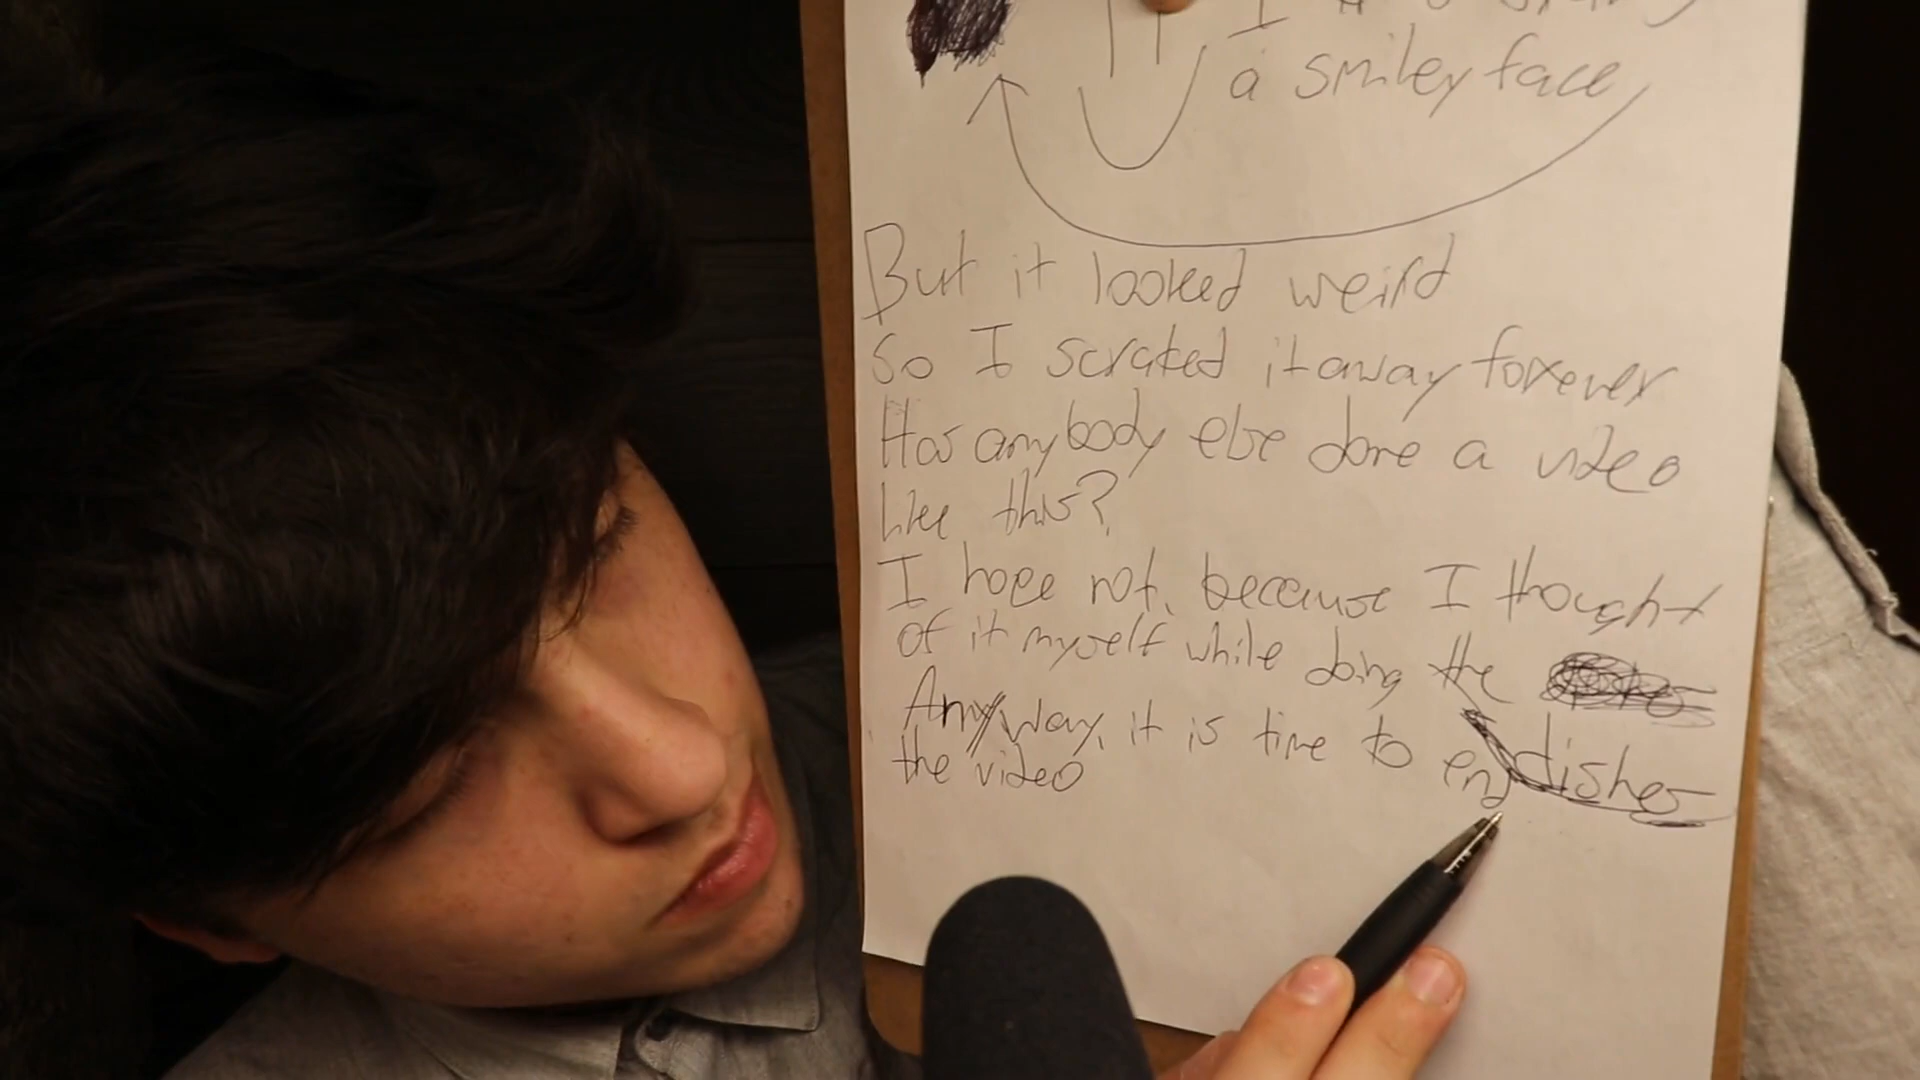 I
a smiley face
But it looked weird
So I scrated it away forever
Has anybody else done a video
like this?
I hope not, because I thought
of it myself while doing the
dishes
Anyway, it is time to end
the video